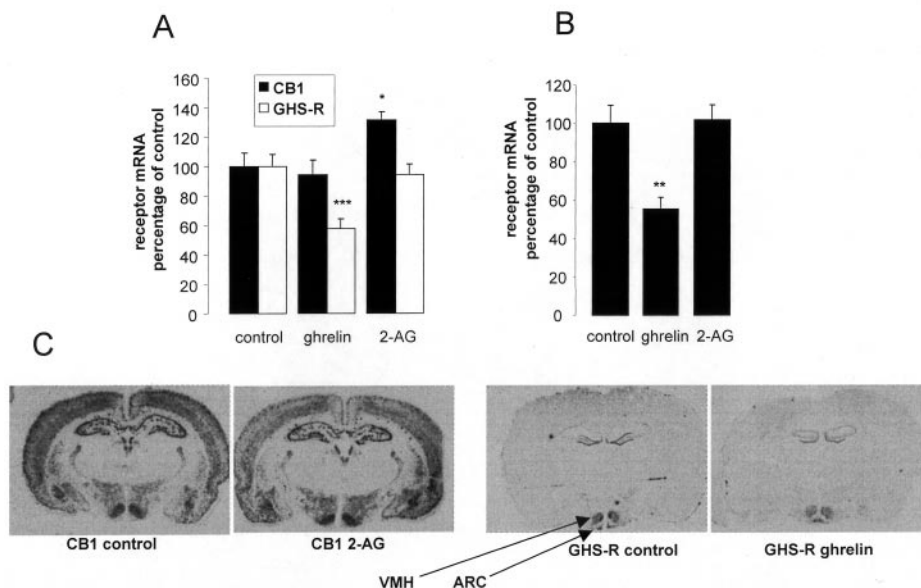 A
receptor mRNA
percentage of control
160
140
120
100
80
60
40
20
0
CB1
GHS-R
*
***
control
ghrelin
2-AG
B
receptor mRNA
percentage of control
120
100
80
60
40
20
0
**
control
ghrelin
2-AG
C
CB1 control
CB1 2-AG
GHS-R control
GHS-R ghrelin
VMH
ARC